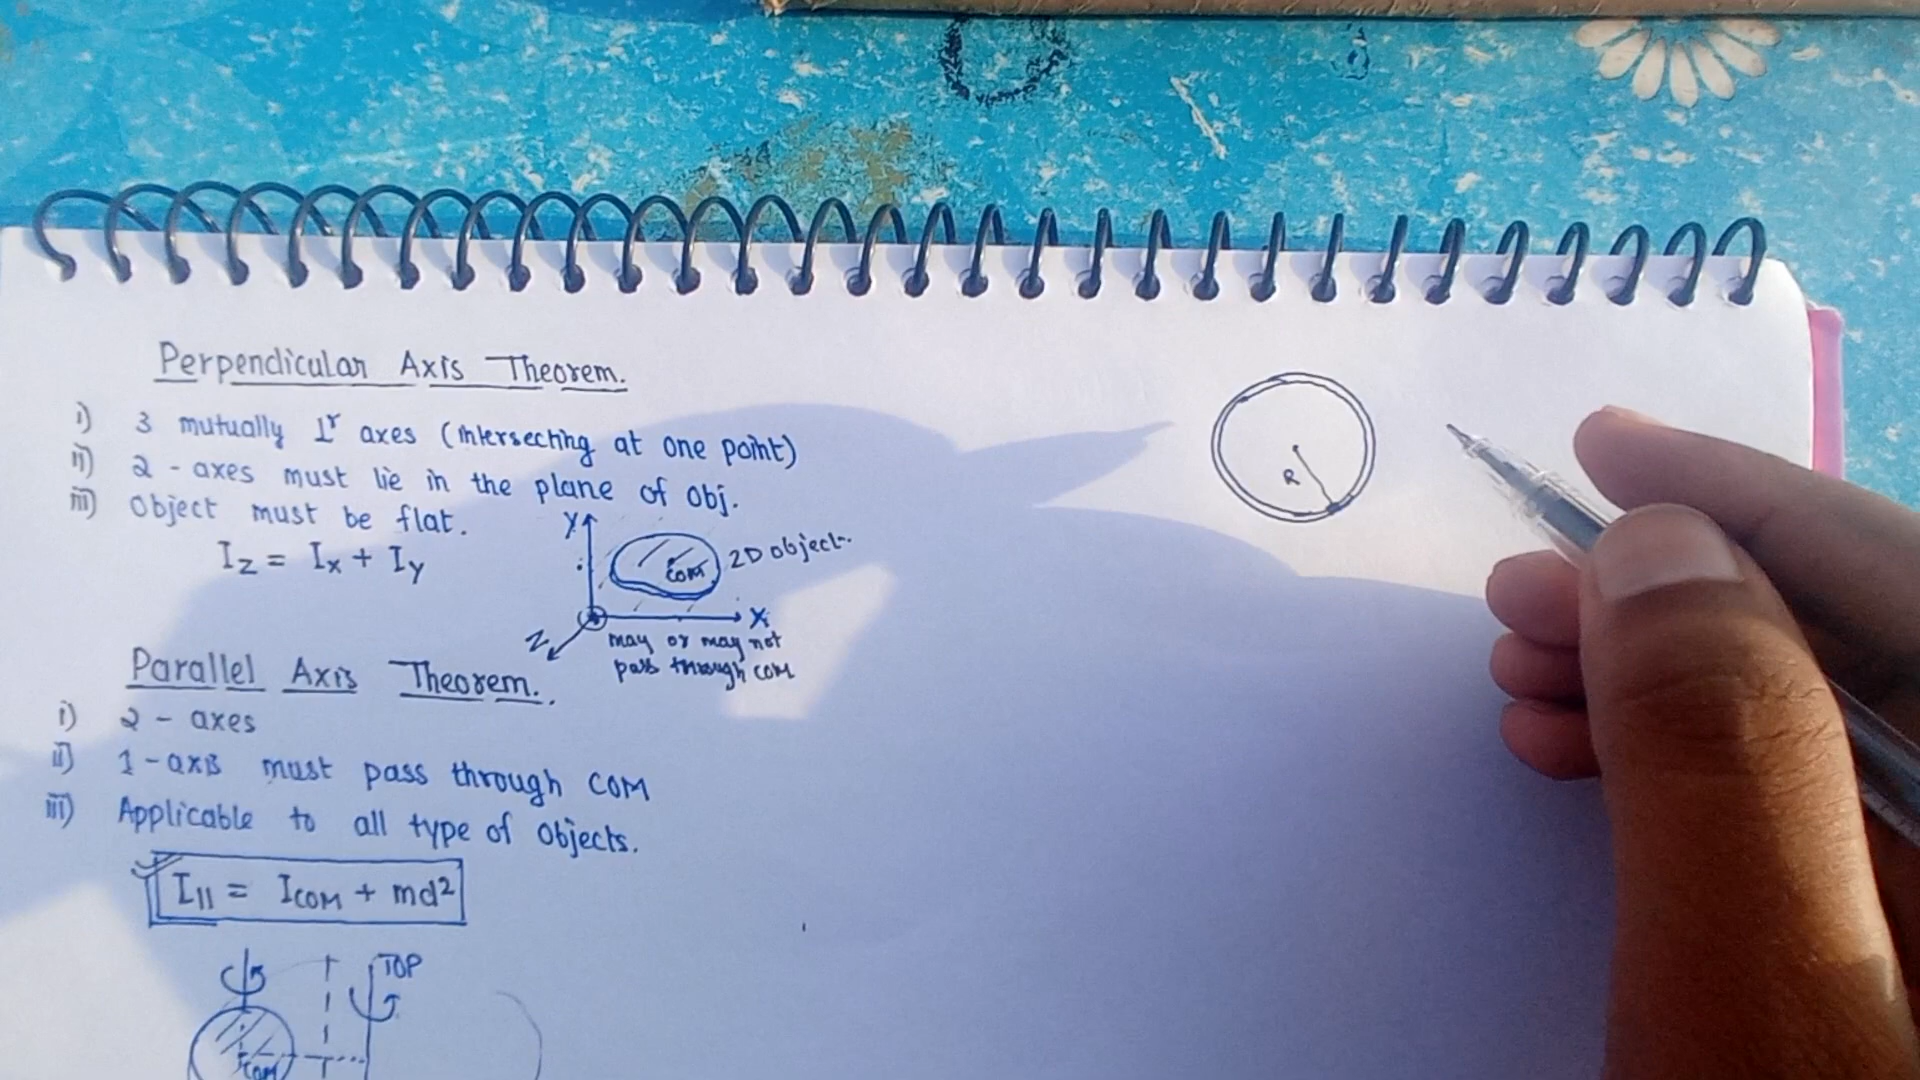 Perpendicular Axis Theorem.
i) 3 mutually ⊥r axes (intersecting at one point)
ii) 2 - axes must lie in the plane of obj.
iii) Object must be flat.
Iz = Ix + Iy
Y
COM
2D object
X
Z
may or may not
pass through COM
R
Parallel Axis Theorem.
i) 2 - axes
ii) 1 - axis must pass through COM
iii) Applicable to all type of objects.
I|| = ICOM + md²
TOP
COM